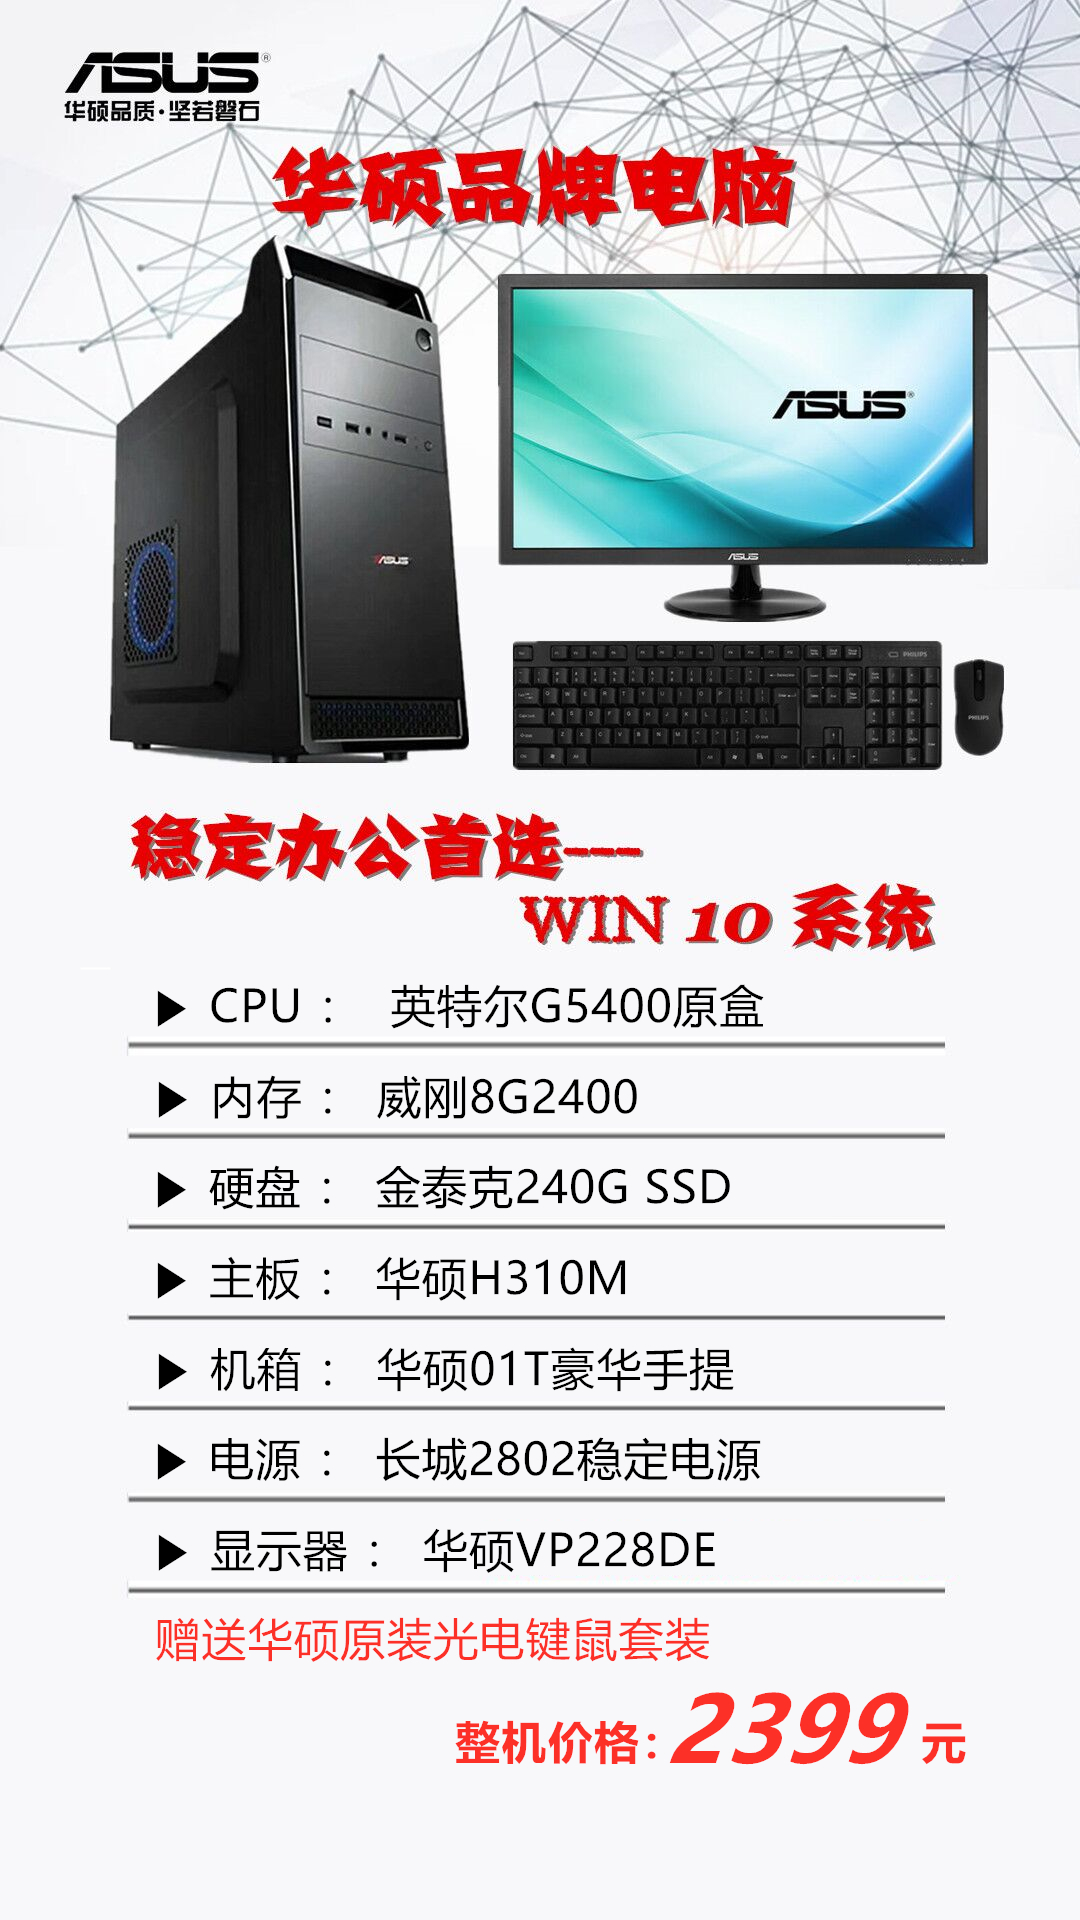 ASUS®
华硕品质·坚若磐石
华硕品牌电脑
ASUS®
ASUS
ASUS
PHILIPS
PHILIPS
稳定办公首选---
WIN 10 系统
▶ CPU： 英特尔G5400原盒
▶ 内存： 威刚8G2400
▶ 硬盘： 金泰克240G SSD
▶ 主板： 华硕H310M
▶ 机箱： 华硕01T豪华手提
▶ 电源： 长城2802稳定电源
▶ 显示器： 华硕VP228DE
赠送华硕原装光电键鼠套装
整机价格：2399 元